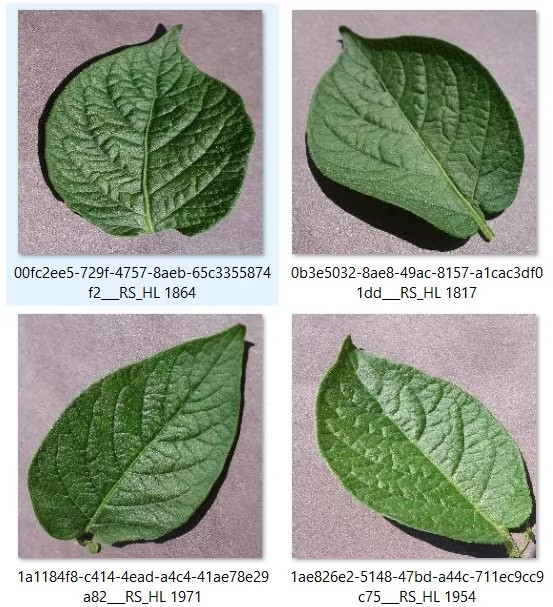 00fc2ee5-729f-4757-8aeb-65c3355874
f2___RS_HL 1864
0b3e5032-8ae8-49ac-8157-a1cac3df0
1dd___RS_HL 1817
1a1184f8-c414-4ead-a4c4-41ae78e29
a82___RS_HL 1971
1ae826e2-5148-47bd-a44c-711ec9cc9
c75___RS_HL 1954